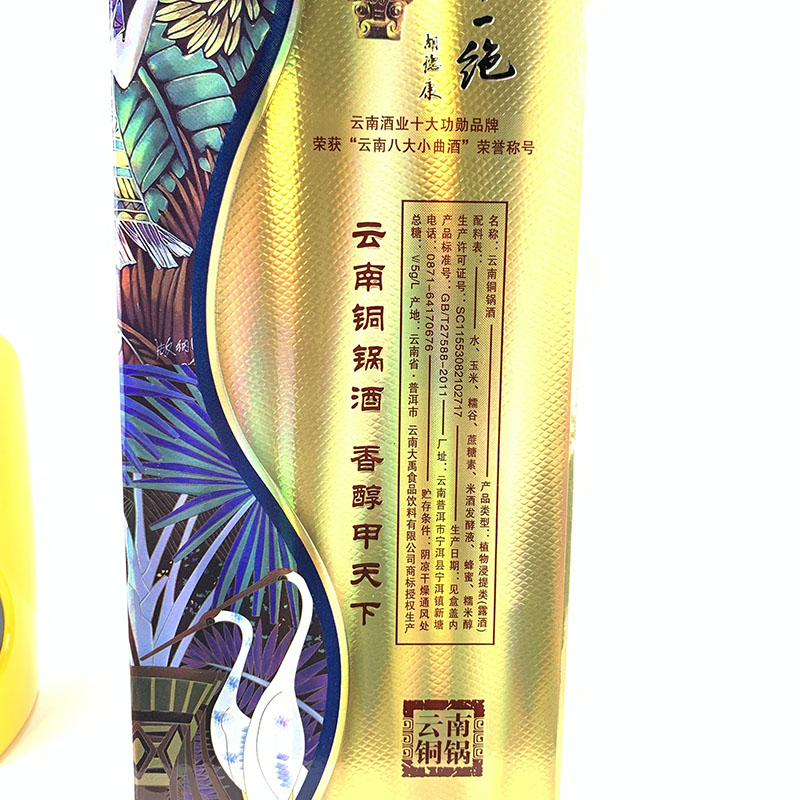 一绝
胡德康
云南酒业十大功勋品牌
荣获“云南八大小曲酒”荣誉称号
名称：云南铜锅酒 产品类型：植物浸提类(露酒)
配料表：水、玉米、糯谷、蔗糖素、米酒发酵液、蜂蜜、糯米醇
生产许可证号：SC11553082102717 生产日期：见盒盖内
产品标准号：GB/T27588-2011 厂址：云南普洱市宁洱县宁洱镇新塘
电话：0871-64170676 贮存条件：阴凉干燥通风处
总糖：\/5g/L 产地：云南省·普洱市 云南大禹食品饮料有限公司商标授权生产
云南铜锅酒 香醇甲天下
云南
铜锅